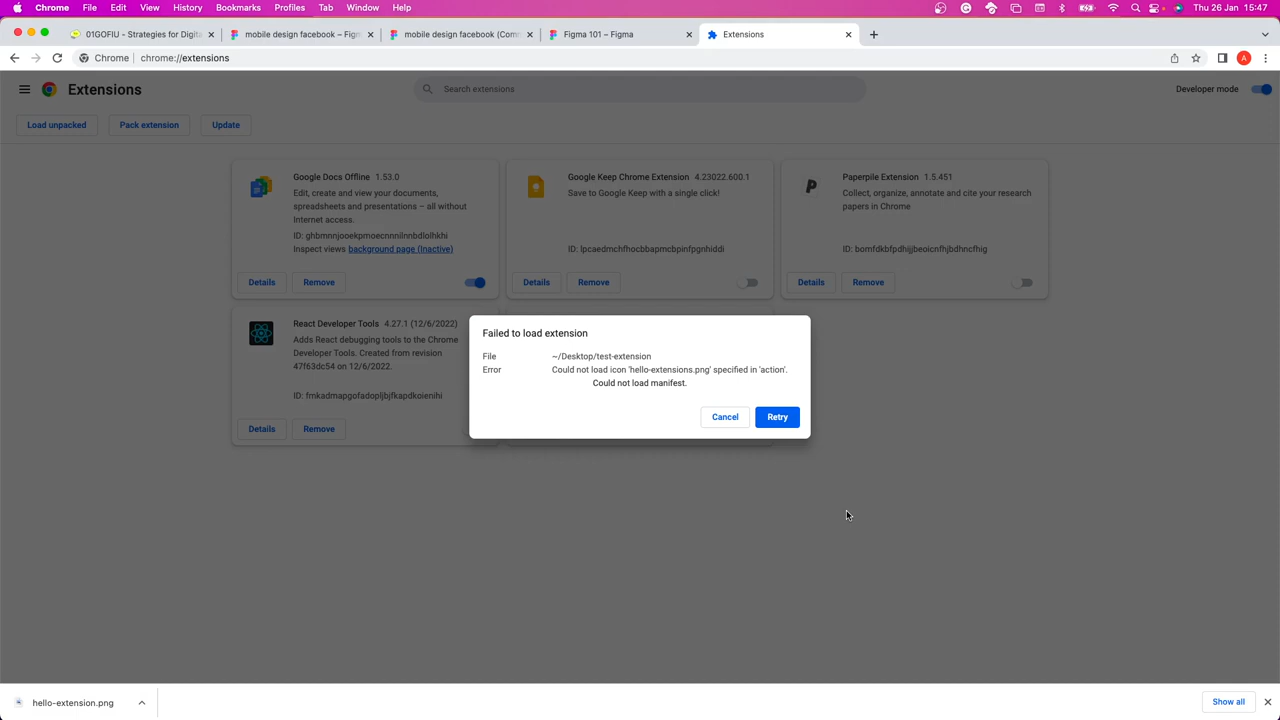 Chrome File Edit View History Bookmarks Profiles Tab Window Help Thu 26 Jan 15:47
01GOFIU - Strategies for Digita mobile design facebook – Figm mobile design facebook (Comm Figma 101 – Figma Extensions
Chrome chrome://extensions A
Extensions Search extensions Developer mode
Load unpacked Pack extension Update
Google Docs Offline 1.53.0
Edit, create and view your documents,
spreadsheets and presentations – all without
Internet access.
ID: ghbmnnjooekpmoecnnnilnnbdlolhkhi
Inspect views background page (Inactive)
Details Remove
Google Keep Chrome Extension 4.23022.600.1
Save to Google Keep with a single click!
ID: lpcaedmchfhocbbapmcbpinfpgnhiddi
Details Remove
Paperpile Extension 1.5.451
Collect, organize, annotate and cite your research
papers in Chrome
ID: bomfdkbfpdhijjbeoicnfhjbdhncfhig
Details Remove
React Developer Tools 4.27.1 (12/6/2022)
Adds React debugging tools to the Chrome
Developer Tools. Created from revision
47f63dc54 on 12/6/2022.
ID: fmkadmapgofadopljbjfkapdkoienihi
Details Remove
Failed to load extension
File ~/Desktop/test-extension
Error Could not load icon 'hello-extensions.png' specified in 'action'.
Could not load manifest.
Cancel Retry
hello-extension.png Show all